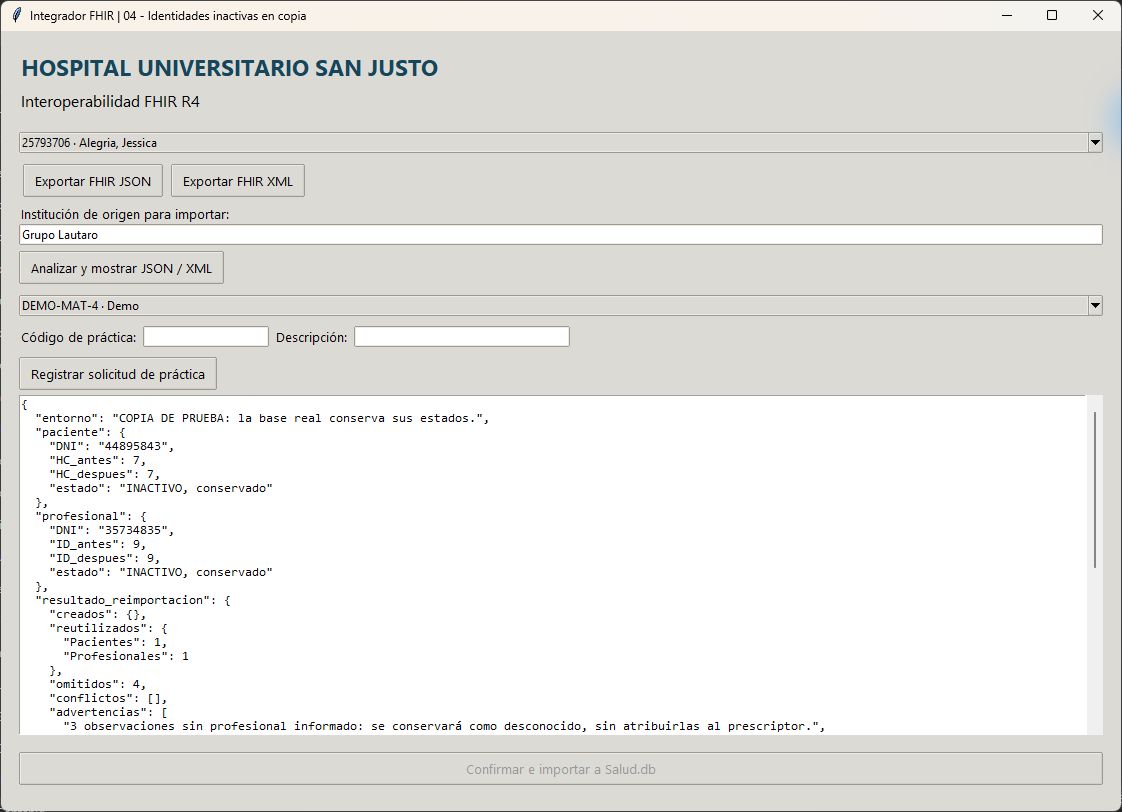 Integrador FHIR | 04 - Identidades inactivas en copia
HOSPITAL UNIVERSITARIO SAN JUSTO
Interoperabilidad FHIR R4
25793706 · Alegria, Jessica
Exportar FHIR JSON
Exportar FHIR XML
Institución de origen para importar:
Grupo Lautaro
Analizar y mostrar JSON / XML
DEMO-MAT-4 · Demo
Código de práctica:
Descripción:
Registrar solicitud de práctica
{
  "entorno": "COPIA DE PRUEBA: la base real conserva sus estados.",
  "paciente": {
    "DNI": "44895843",
    "HC_antes": 7,
    "HC_despues": 7,
    "estado": "INACTIVO, conservado"
  },
  "profesional": {
    "DNI": "35734835",
    "ID_antes": 9,
    "ID_despues": 9,
    "estado": "INACTIVO, conservado"
  },
  "resultado_reimportacion": {
    "creados": {},
    "reutilizados": {
      "Pacientes": 1,
      "Profesionales": 1
    },
    "omitidos": 4,
    "conflictos": [],
    "advertencias": [
      "3 observaciones sin profesional informado: se conservará como desconocido, sin atribuirlas al prescriptor.",
Confirmar e importar a Salud.db